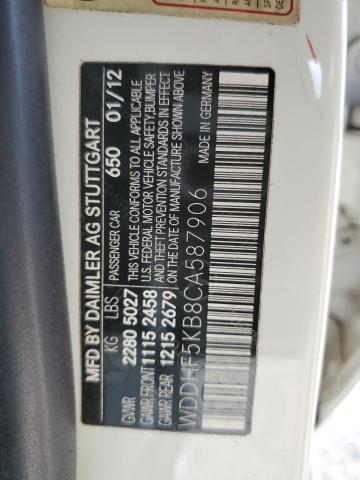 MFD BY DAIMLER AG STUTTGART
PASSENGER CAR 650 01/12
KG LBS
GVWR 2280 5027
GAWR FRONT 1115 2458
GAWR REAR 1215 2679
THIS VEHICLE CONFORMS TO ALL APPLICABLE
U.S. FEDERAL MOTOR VEHICLE SAFETY,BUMPER
AND THEFT PREVENTION STANDARDS IN EFFECT
ON THE DATE OF MANUFACTURE SHOWN ABOVE
WDDHF5KB8CA587906
MADE IN GERMANY